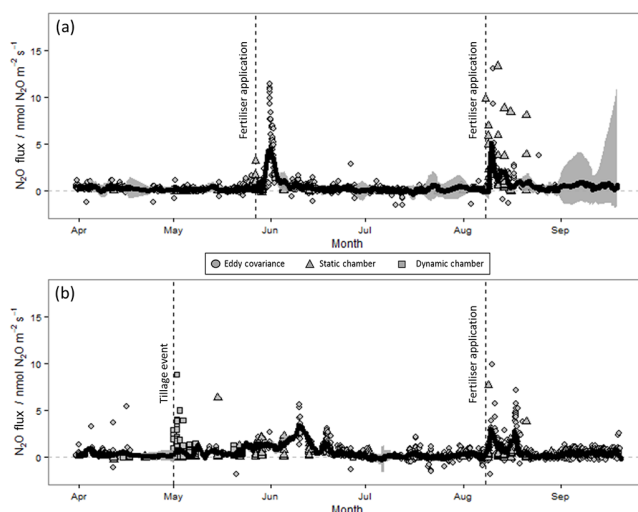 (a)
N₂O flux / nmol N₂O m⁻² s⁻¹
15
10
5
0
Fertiliser application
Fertiliser application
Apr May Jun Jul Aug Sep
Month
Eddy covariance Static chamber Dynamic chamber
(b)
N₂O flux / nmol N₂O m⁻² s⁻¹
15
10
5
0
Tillage event
Fertiliser application
Apr May Jun Jul Aug Sep
Month